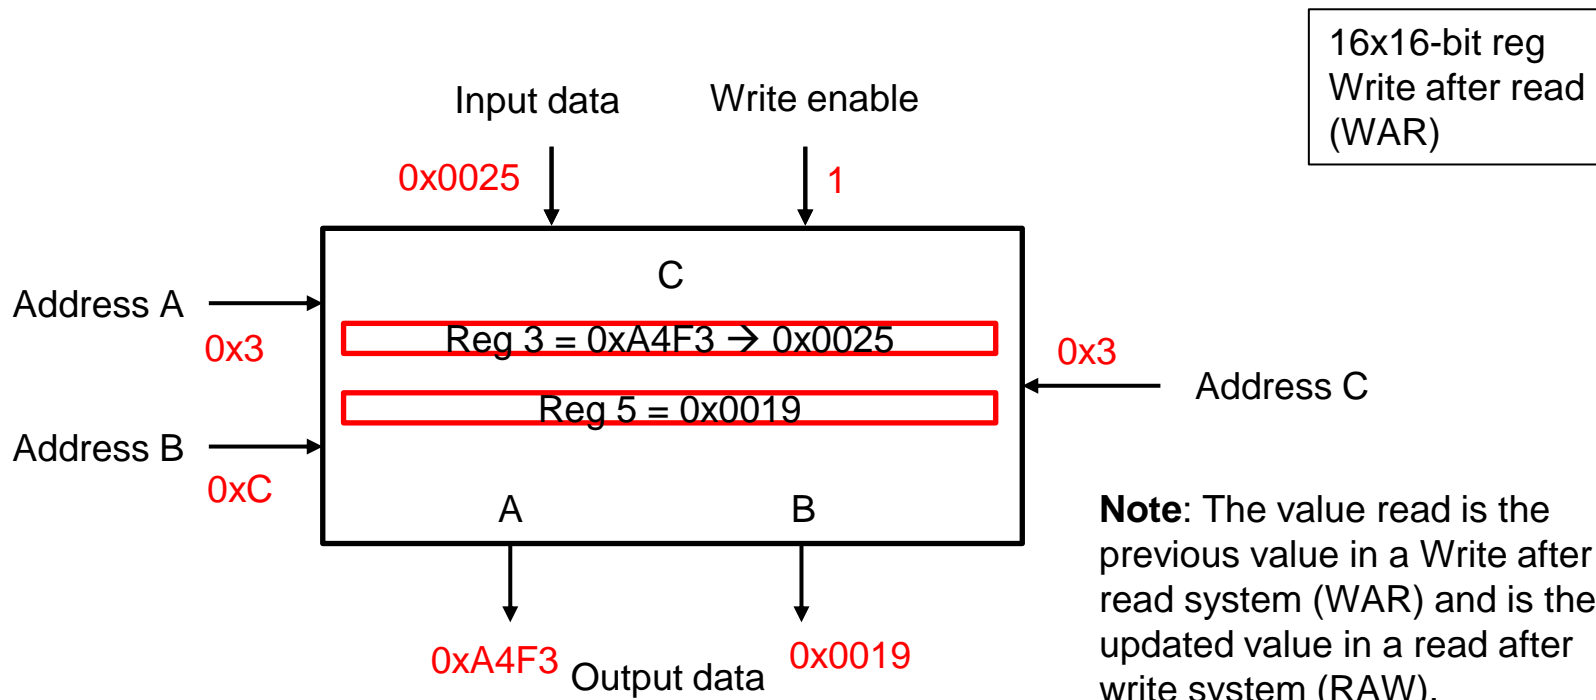 16x16-bit reg
Write after read
(WAR)
Input data
Write enable
0x0025
1
C
Address A
0x3
Reg 3 = 0xA4F3 → 0x0025
0x3
Address C
Reg 5 = 0x0019
Address B
0xC
A
B
Note: The value read is the
previous value in a Write after
read system (WAR) and is the
updated value in a read after
write system (RAW).
0xA4F3
Output data
0x0019